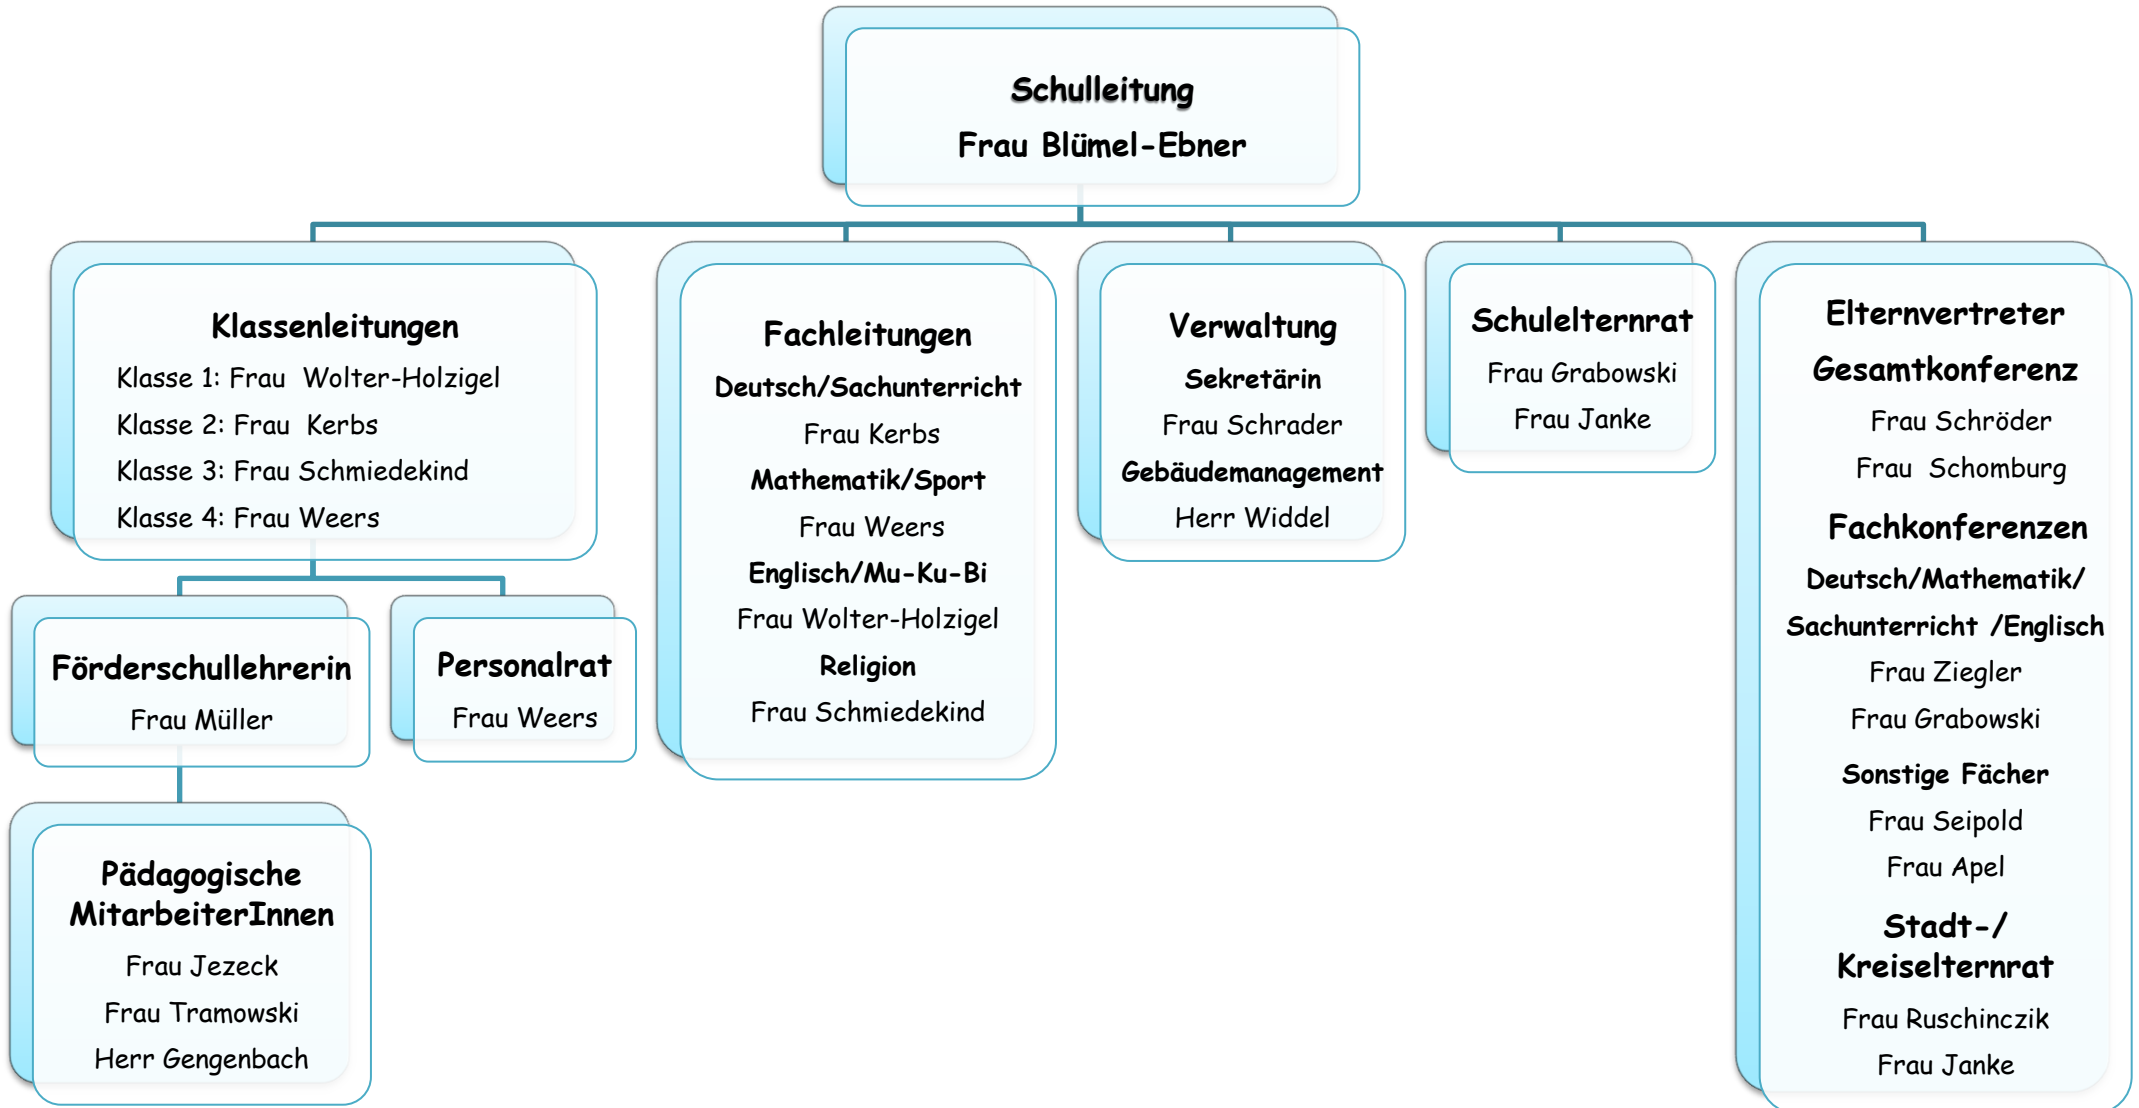 Schulleitung
Frau Blümel-Ebner
Klassenleitungen
Klasse 1: Frau Wolter-Holzigel
Klasse 2: Frau Kerbs
Klasse 3: Frau Schmiedekind
Klasse 4: Frau Weers
Förderschullehrerin
Frau Müller
Personalrat
Frau Weers
Pädagogische
MitarbeiterInnen
Frau Jezeck
Frau Tramowski
Herr Gengenbach
Fachleitungen
Deutsch/Sachunterricht
Frau Kerbs
Mathematik/Sport
Frau Weers
Englisch/Mu-Ku-Bi
Frau Wolter-Holzigel
Religion
Frau Schmiedekind
Verwaltung
Sekretärin
Frau Schrader
Gebäudemanagement
Herr Widdel
Schulelternrat
Frau Grabowski
Frau Janke
Elternvertreter
Gesamtkonferenz
Frau Schröder
Frau Schomburg
Fachkonferenzen
Deutsch/Mathematik/
Sachunterricht /Englisch
Frau Ziegler
Frau Grabowski
Sonstige Fächer
Frau Seipold
Frau Apel
Stadt-/
Kreiselternrat
Frau Ruschinczik
Frau Janke